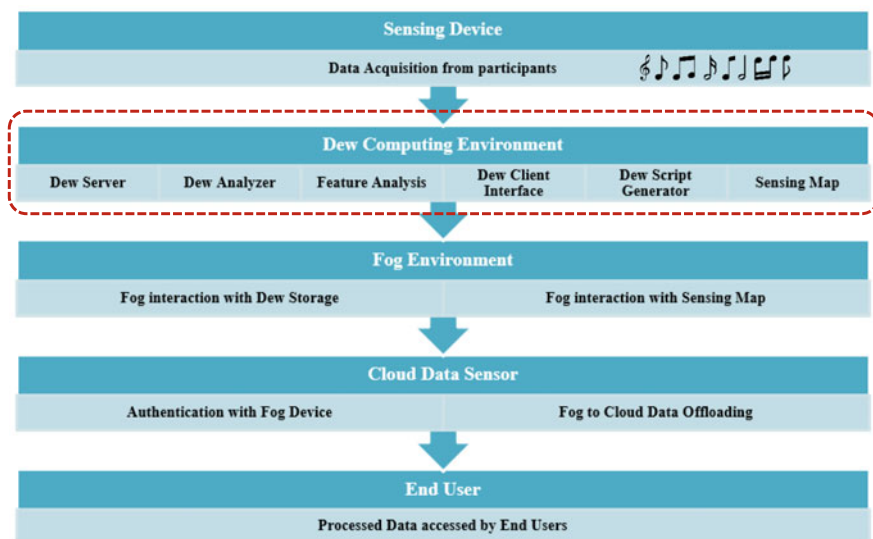 Sensing Device
Data Acquisition from participants
Dew Computing Environment
Dew Server
Dew Analyzer
Feature Analysis
Dew Client
Interface
Dew Script
Generator
Sensing Map
Fog Environment
Fog interaction with Dew Storage
Fog interaction with Sensing Map
Cloud Data Sensor
Authentication with Fog Device
Fog to Cloud Data Offloading
End User
Processed Data accessed by End Users